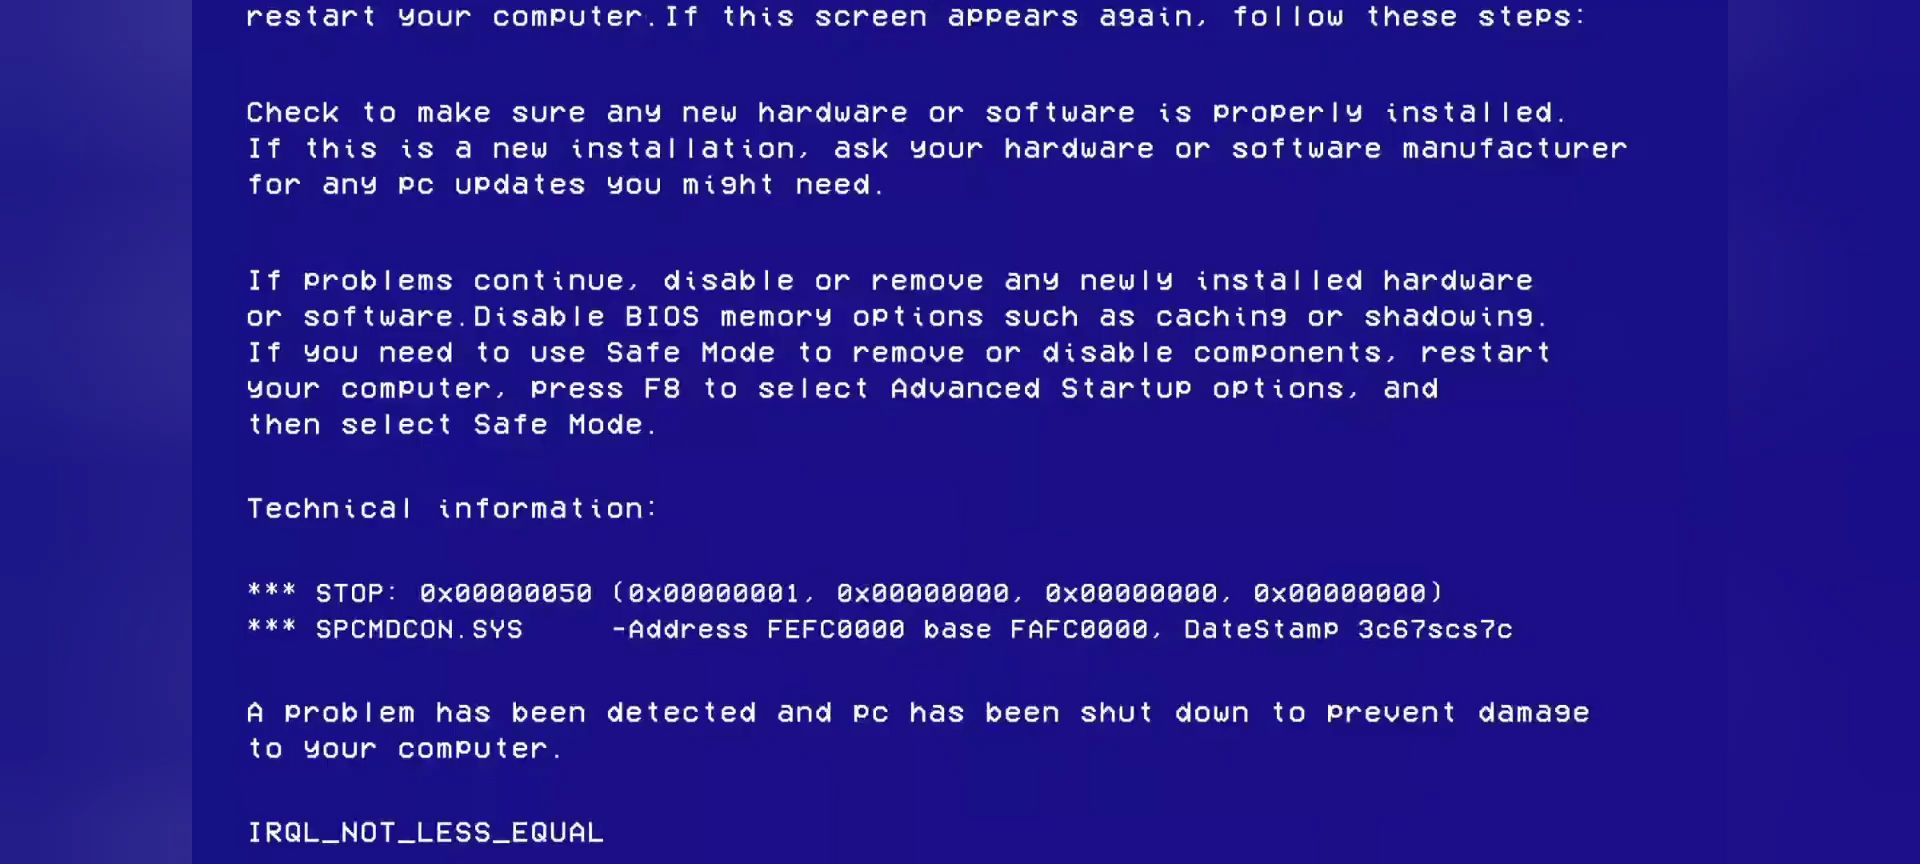 restart your computer.If this screen appears again, follow these steps:
Check to make sure any new hardware or software is properly installed.
If this is a new installation, ask your hardware or software manufacturer
for any pc updates you might need.
If problems continue, disable or remove any newly installed hardware
or software.Disable BIOS memory options such as caching or shadowing.
If you need to use Safe Mode to remove or disable components, restart
your computer, press F8 to select Advanced Startup options, and
then select Safe Mode.
Technical information:
*** STOP: 0x00000050 (0x00000001, 0x00000000, 0x00000000, 0x00000000)
*** SPCMDCON.SYS -Address FEFC0000 base FAFC0000, DateStamp 3c67scs7c
A problem has been detected and pc has been shut down to prevent damage
to your computer.
IRQL_NOT_LESS_EQUAL